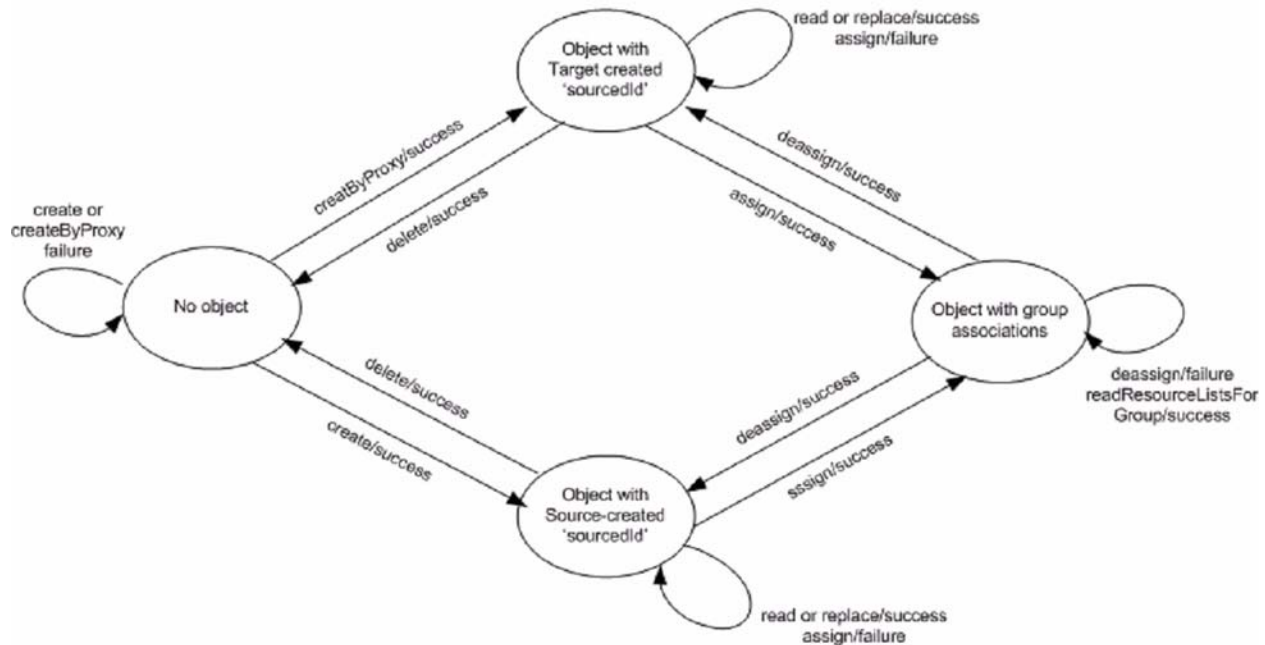 Object with
Target created
‘sourcedId’
read or replace/success
assign/failure
creatByProxy/success
delete/success
deassign/success
assign/success
create or
createByProxy
failure
No object
Object with group
associations
deassign/failure
readResourceListsFor
Group/success
delete/success
create/success
deassign/success
sssign/success
Object with
Source-created
‘sourcedId’
read or replace/success
assign/failure